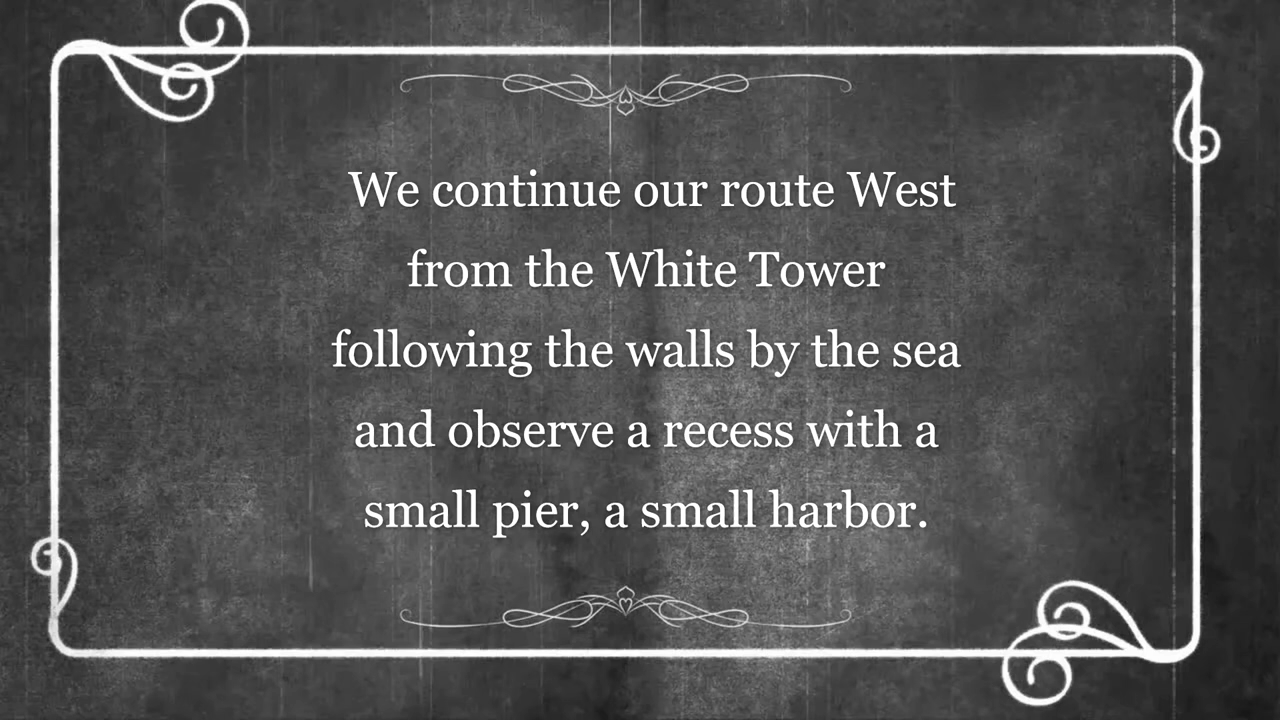 We continue our route West
from the White Tower
following the walls by the sea
and observe a recess with a
small pier, a small harbor.